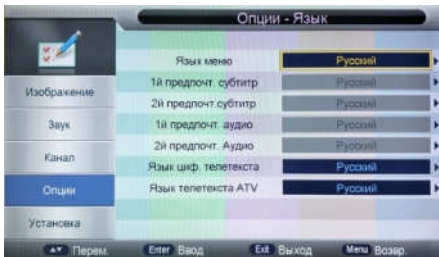 Опции - Язык
Язык меню Русский
1й предпочт. субтитр Русский
2й предпочт.субтитр Русский
1й предпочт. аудио Русский
2й предпочт. Аудио Русский
Язык циф. телетекста Русский
Язык телетекста ATV Русский
Изображение
Звук
Канал
Опции
Установка
Перем. Enter Ввод Exit Выход Menu Возвр.